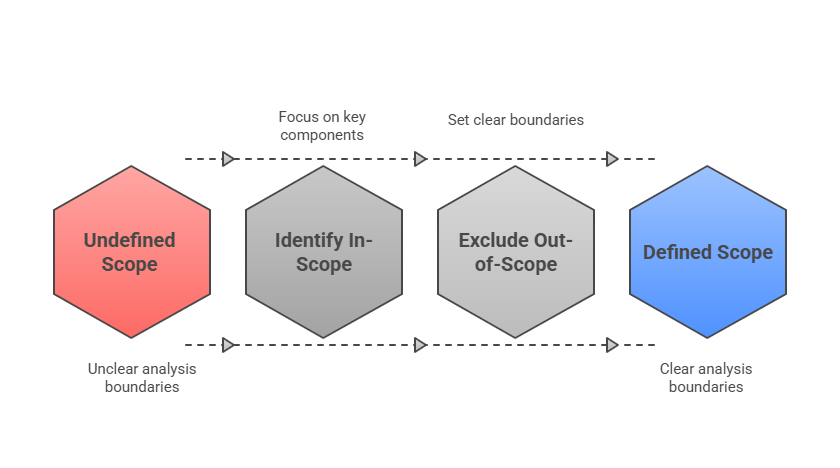 Focus on key
components
Set clear boundaries
Undefined
Scope
Identify In-
Scope
Exclude Out-
of-Scope
Defined Scope
Unclear analysis
boundaries
Clear analysis
boundaries